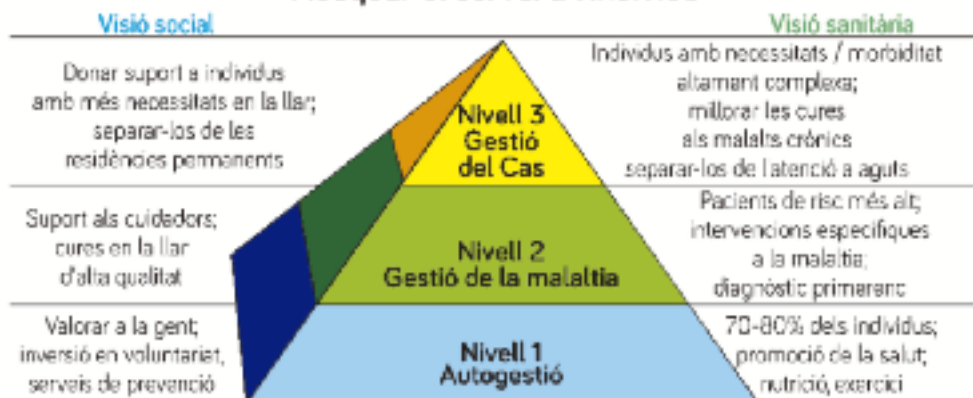 Visió social
Visió sanitària
Donar suport a individus
amb més necessitats en la llar;
separar-los de les
residències permanents
Nivell 3
Gestió
del Cas
Individus amb necessitats / morbiditat
altament complexa;
millorar les cures
als malalts crònics
separar-los de l'atenció a aguts
Suport als cuidadors;
cures en la llar
d'alta qualitat
Nivell 2
Gestió de la malaltia
Pacients de risc més alt;
intervencions específiques
a la malaltia;
diagnòstic primerenc
Valorar a la gent;
inversió en voluntariat,
serveis de prevenció
Nivell 1
Autogestió
70-80% dels individus;
promoció de la salut;
nutrició, exercici